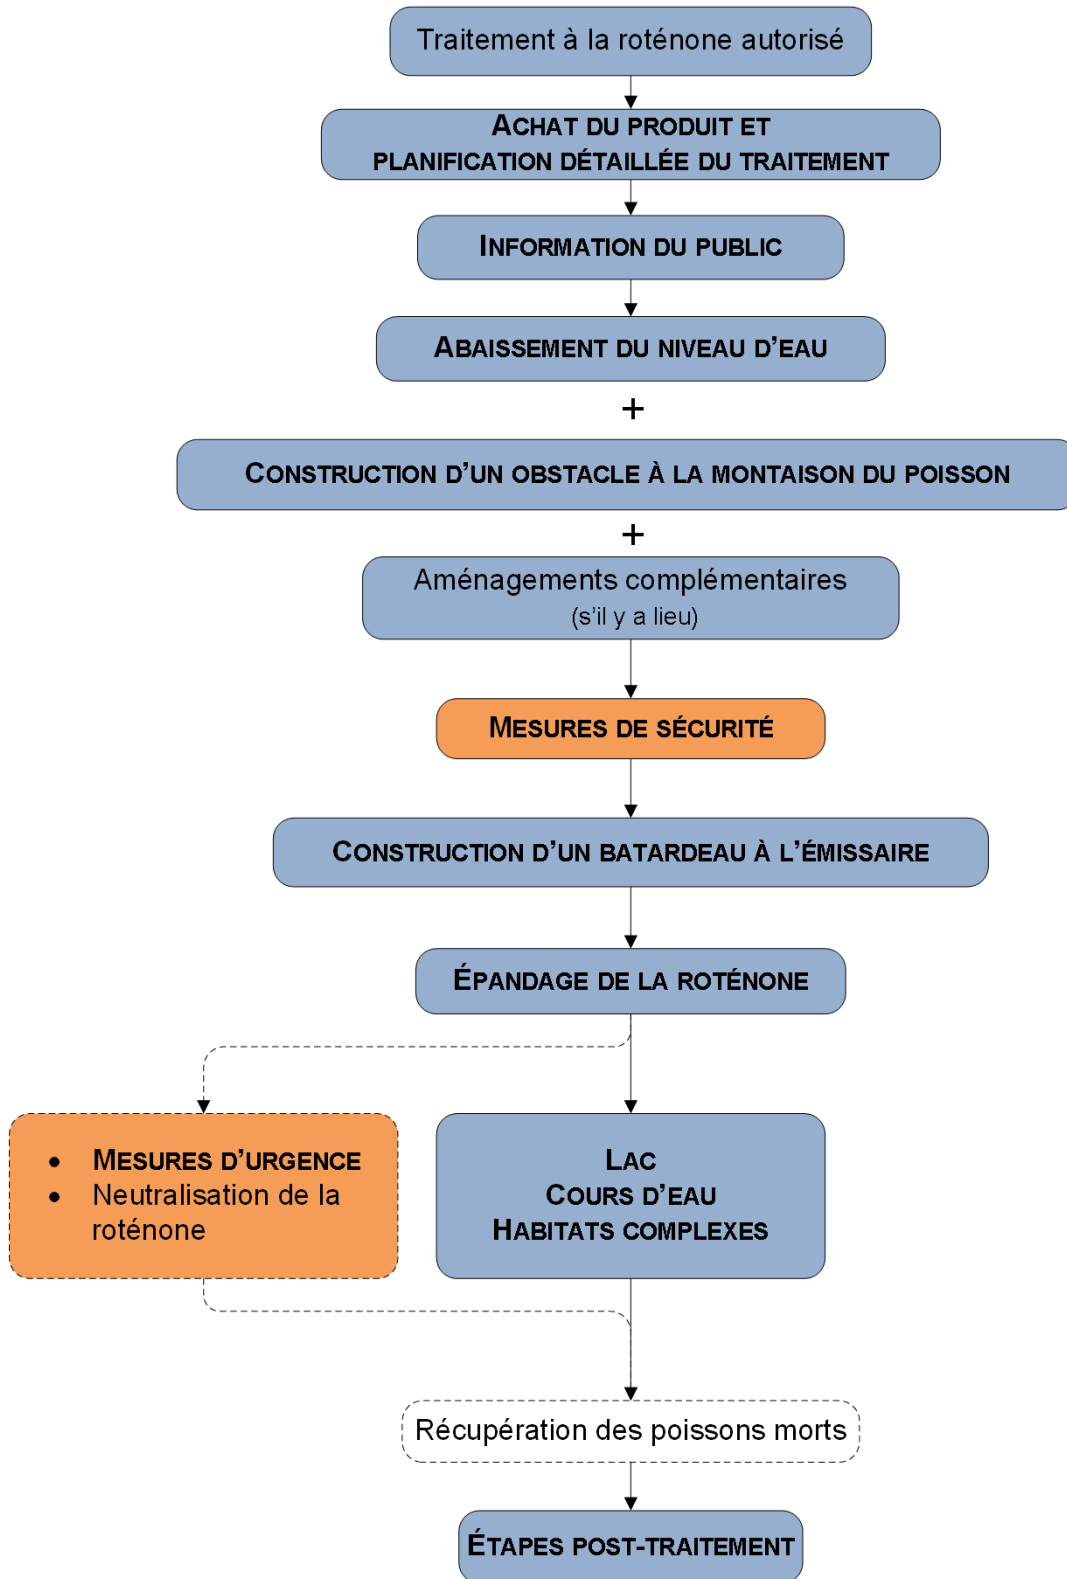 Traitement à la roténone autorisé
ACHAT DU PRODUIT ET
PLANIFICATION DÉTAILLÉE DU TRAITEMENT
INFORMATION DU PUBLIC
ABAISSEMENT DU NIVEAU D'EAU
+
CONSTRUCTION D'UN OBSTACLE À LA MONTAISON DU POISSON
+
Aménagements complémentaires
(s'il y a lieu)
MESURES DE SÉCURITÉ
CONSTRUCTION D'UN BATARDEAU À L'ÉMISSAIRE
ÉPANDAGE DE LA ROTÉNONE
• MESURES D'URGENCE
• Neutralisation de la
roténone
LAC
COURS D'EAU
HABITATS COMPLEXES
Récupération des poissons morts
ÉTAPES POST-TRAITEMENT